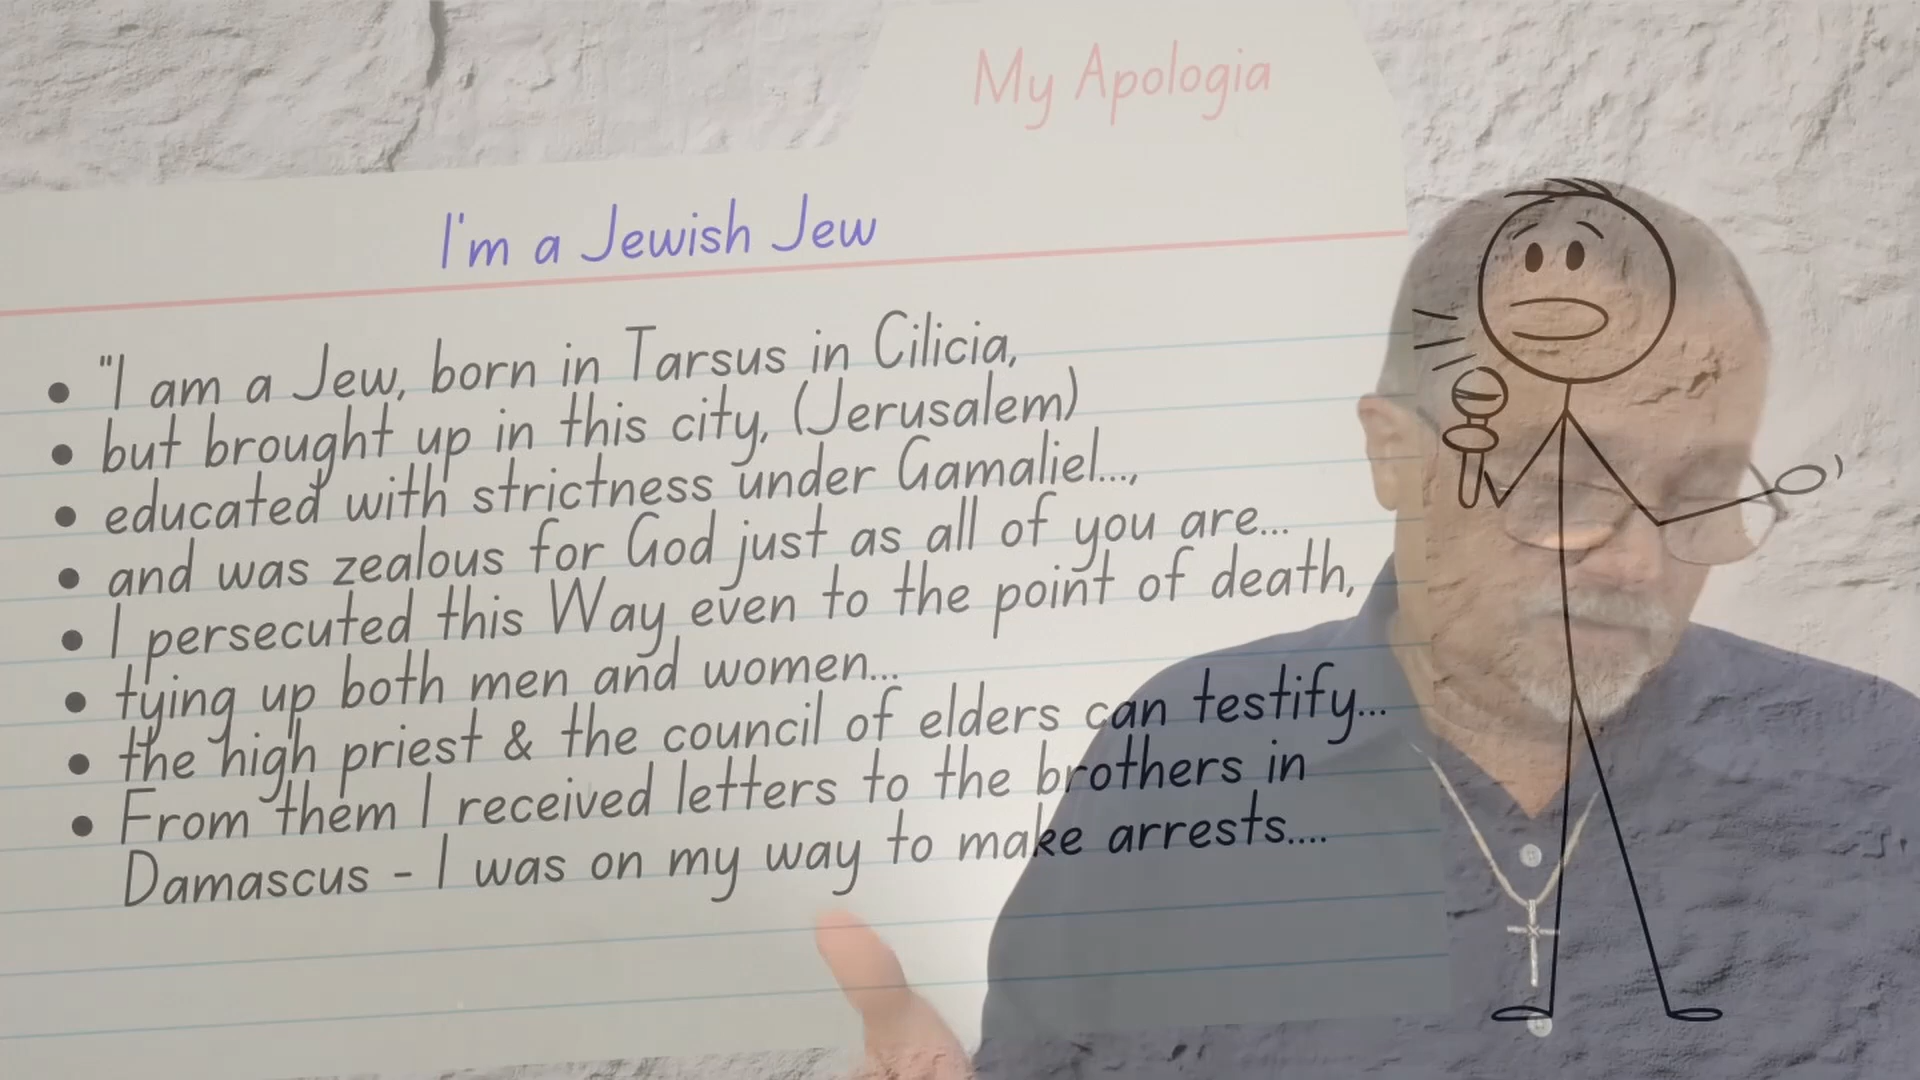 My Apologia
I'm a Jewish Jew
• "I am a Jew, born in Tarsus in Cilicia,
• but brought up in this city, (Jerusalem)
• educated with strictness under Gamaliel...,
• and was zealous for God just as all of you are...
• I persecuted this Way even to the point of death,
• tying up both men and women...
• the high priest & the council of elders can testify...
• From them I received letters to the brothers in
Damascus - I was on my way to make arrests....